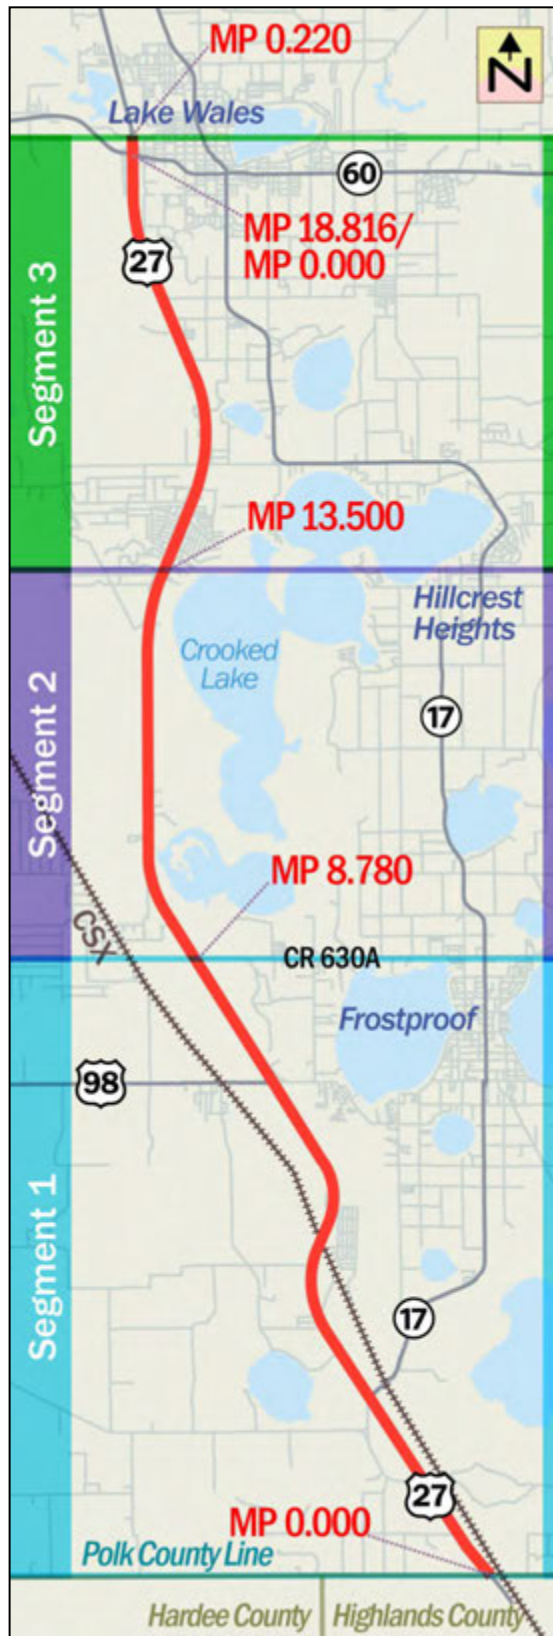 MP 0.220
N
Lake Wales
60
MP 18.816/
MP 0.000
27
Segment 3
MP 13.500
Hillcrest
Heights
Crooked
Lake
17
Segment 2
MP 8.780
CSX
CR 630A
Frostproof
98
Segment 1
17
27
MP 0.000
Polk County Line
Hardee County
Highlands County